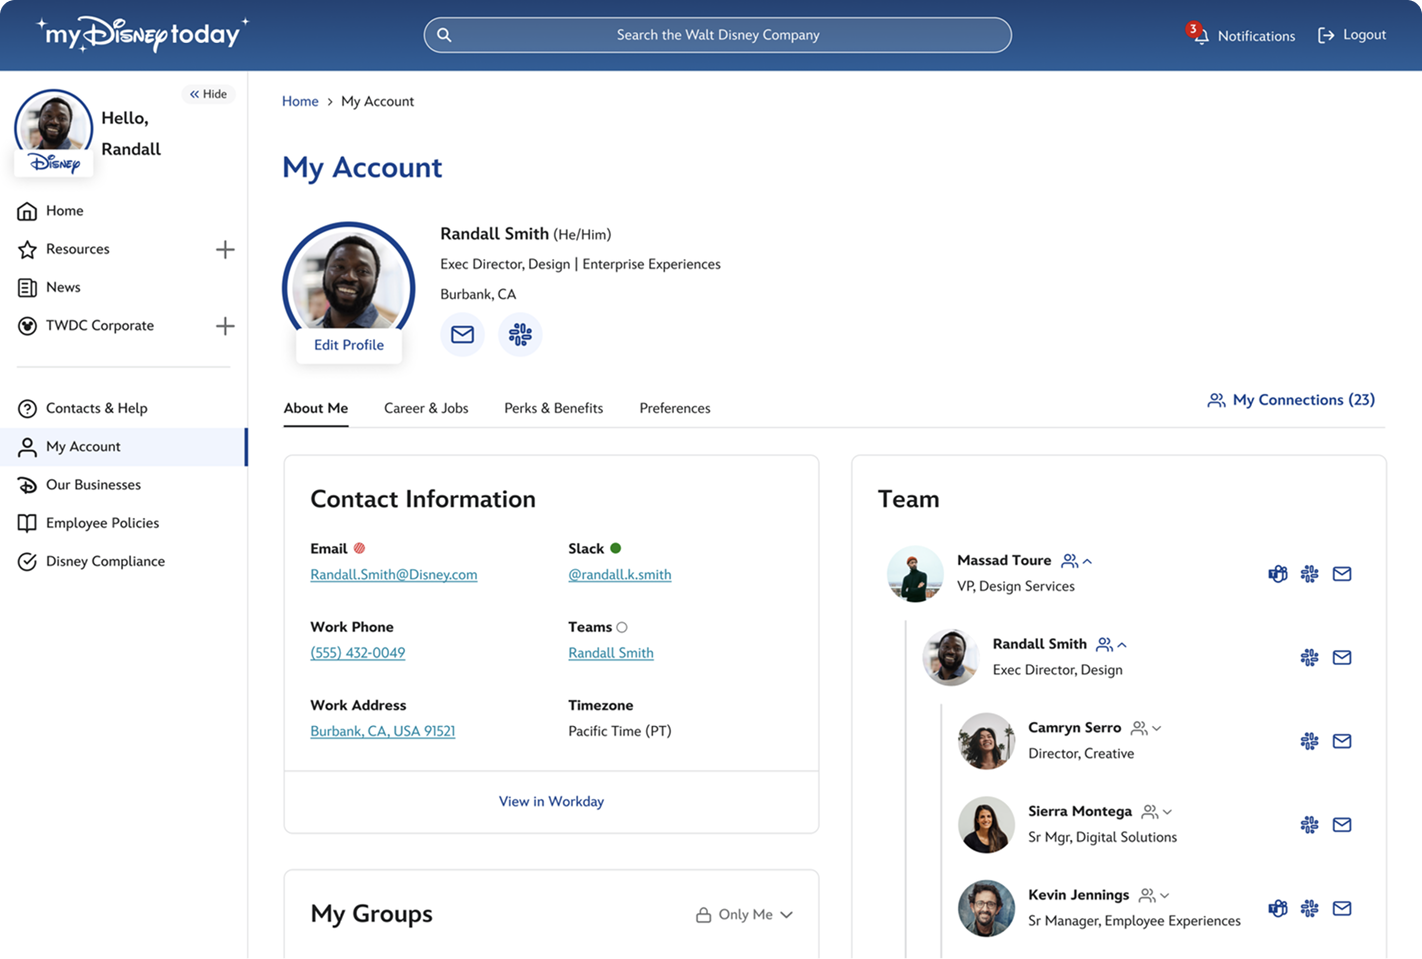 my Disney today
Search the Walt Disney Company
3
Notifications
Logout
Hide
Hello,
Randall
Disney
Home
Resources
News
TWDC Corporate
Contacts & Help
My Account
Our Businesses
Employee Policies
Disney Compliance
Home > My Account
My Account
Edit Profile
Randall Smith (He/Him)
Exec Director, Design | Enterprise Experiences
Burbank, CA
About Me
Career & Jobs
Perks & Benefits
Preferences
My Connections (23)
Contact Information
Email
Randall.Smith@Disney.com
Slack
@randall.k.smith
Work Phone
(555) 432-0049
Teams
Randall Smith
Work Address
Burbank, CA, USA 91521
Timezone
Pacific Time (PT)
View in Workday
My Groups
Only Me
Team
Massad Toure
VP, Design Services
Randall Smith
Exec Director, Design
Camryn Serro
Director, Creative
Sierra Montega
Sr Mgr, Digital Solutions
Kevin Jennings
Sr Manager, Employee Experiences